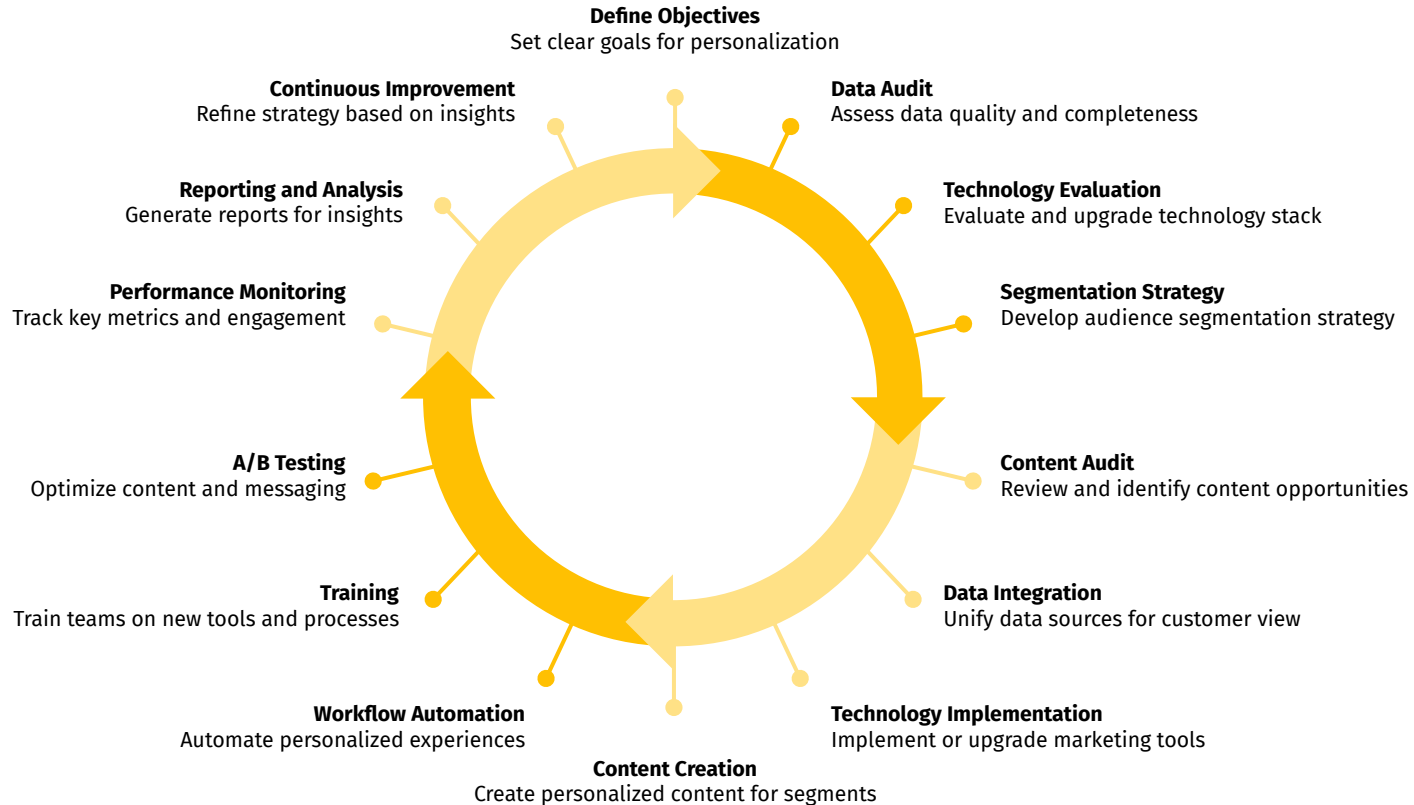 Define Objectives
Set clear goals for personalization
Data Audit
Assess data quality and completeness
Technology Evaluation
Evaluate and upgrade technology stack
Segmentation Strategy
Develop audience segmentation strategy
Content Audit
Review and identify content opportunities
Data Integration
Unify data sources for customer view
Technology Implementation
Implement or upgrade marketing tools
Content Creation
Create personalized content for segments
Workflow Automation
Automate personalized experiences
Training
Train teams on new tools and processes
A/B Testing
Optimize content and messaging
Performance Monitoring
Track key metrics and engagement
Reporting and Analysis
Generate reports for insights
Continuous Improvement
Refine strategy based on insights